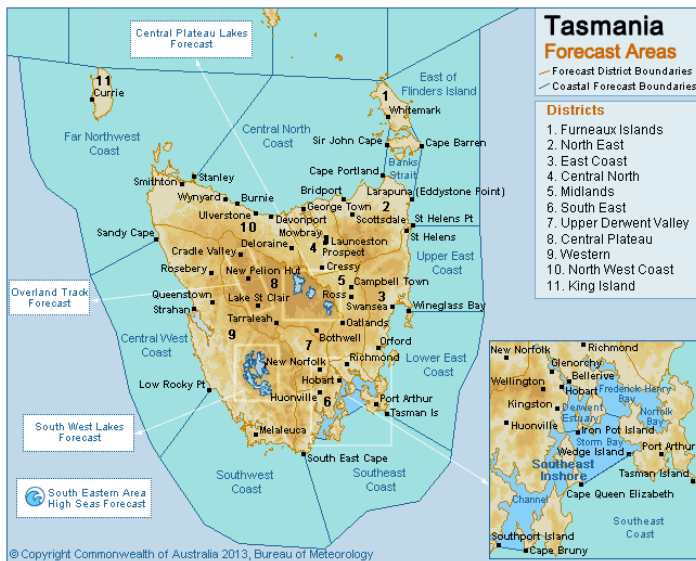 Tasmania
Forecast Areas
Forecast District Boundaries
Coastal Forecast Boundaries
Districts
1. Furneaux Islands
2. North East
3. East Coast
4. Central North
5. Midlands
6. South East
7. Upper Derwent Valley
8. Central Plateau
9. Western
10. North West Coast
11. King Island
Central Plateau Lakes
Forecast
11
Currie
Far Northwest
Coast
Central North
Coast
East of
Flinders Island
1
Whitemark
Sir John Cape
Cape Barren
Banks
Strait
Cape Portland
Stanley
Smithton
Wynyard
Burnie
Ulverstone
Devonport
Bridport
George Town
Larapuna (Eddystone Point)
2
Scottsdale
10
Mowbray
Deloraine
4
Launceston
Prospect
St Helens Pt
St Helens
Sandy Cape
Cradle Valley
Cressy
Upper East
Coast
Rosebery
New Pelion Hut
8
5
Campbell Town
Overland Track
Forecast
Queenstown
Strahan
Lake St Clair
Ross
3
Swansea
Wineglass Bay
Tarraleah
Oatlands
Central West
Coast
9
7
Bothwell
Orford
Lower East
Coast
New Norfolk
Richmond
Low Rocky Pt
Hobart
Huonville
6
Port Arthur
Tasman Is
South West Lakes
Forecast
Melaleuca
South East Cape
Southwest
Coast
Southeast
Coast
South Eastern Area
High Seas Forecast
New Norfolk
Richmond
Glenorchy
Bellerive
Wellington
Hobart
Frederick Henry
Bay
Kingston
Derwent
Estuary
Norfolk
Bay
Huonville
Iron Pot Island
Storm Bay
Wedge Island
Port Arthur
Southeast
Inshore
Tasman Island
Channel
Cape Queen Elizabeth
Southeast
Coast
Southport Island
Cape Bruny
© Copyright Commonwealth of Australia 2013, Bureau of Meteorology